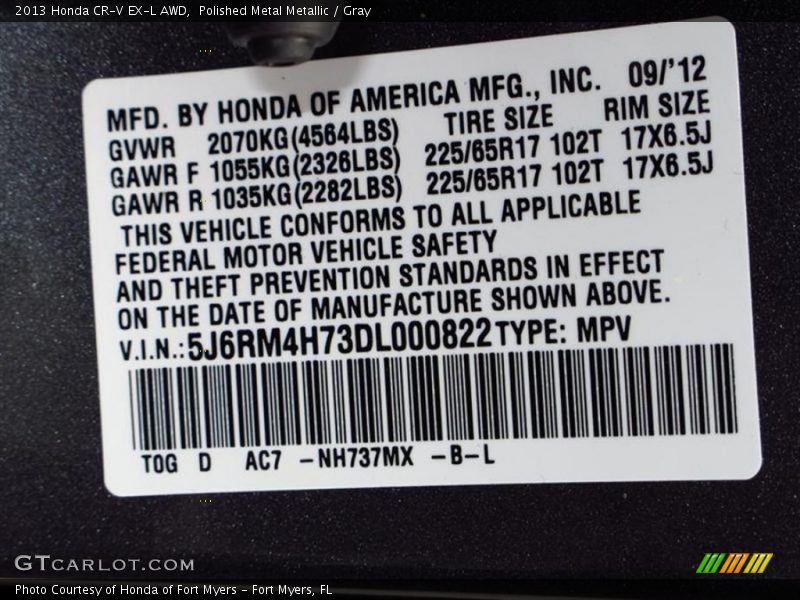 2013 Honda CR-V EX-L AWD,  Polished Metal Metallic / Gray
MFD. BY HONDA OF AMERICA MFG., INC. 09/'12
GVWR 2070KG(4564LBS) TIRE SIZE RIM SIZE
GAWR F 1055KG(2326LBS) 225/65R17 102T 17X6.5J
GAWR R 1035KG(2282LBS) 225/65R17 102T 17X6.5J
THIS VEHICLE CONFORMS TO ALL APPLICABLE
FEDERAL MOTOR VEHICLE SAFETY
AND THEFT PREVENTION STANDARDS IN EFFECT
ON THE DATE OF MANUFACTURE SHOWN ABOVE.
V.I.N.:5J6RM4H73DL000822 TYPE: MPV
TOG D AC7 -NH737MX -B-L
GTCARLOT.COM
Photo Courtesy of Honda of Fort Myers - Fort Myers, FL